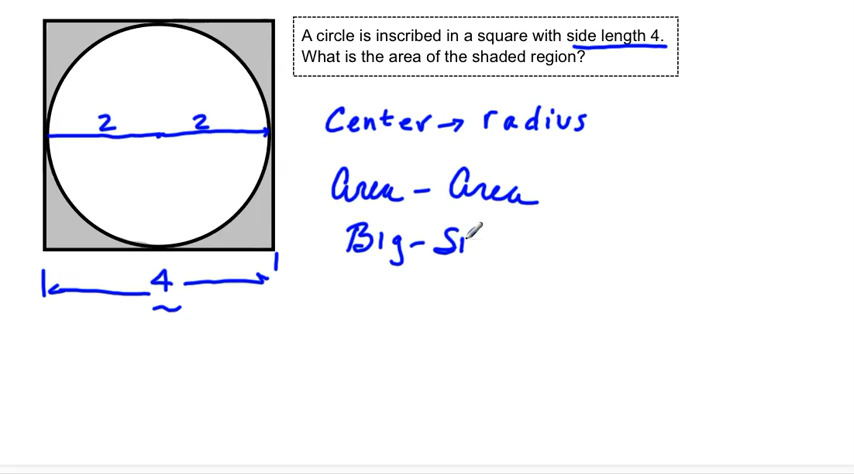 A circle is inscribed in a square with side length 4.
What is the area of the shaded region?
2 2
Center → radius
Area - Area
Big -
4